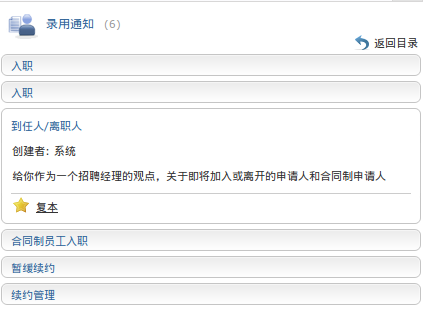 录用通知 (6)
返回目录
入职
入职
到任人/离职人
创建者: 系统
给你作为一个招聘经理的观点，关于即将加入或离开的申请人和合同制申请人
复本
合同制员工入职
暂缓续约
续约管理